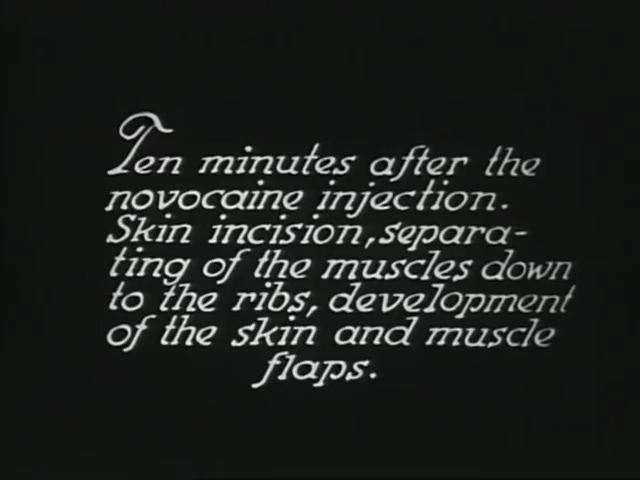 Ten minutes after the
novocaine injection.
Skin incision, separa-
ting of the muscles down
to the ribs, development
of the skin and muscle
flaps.